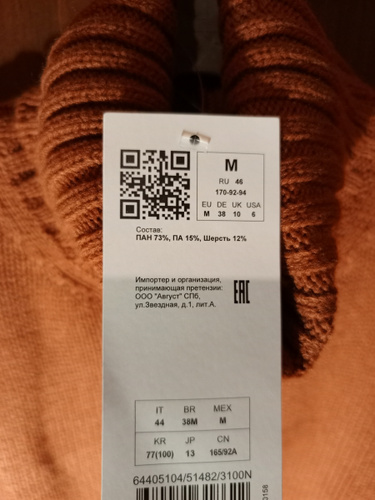 M
RU 46
170-92-94
EU DE UK USA
M 38 10 6
Состав:
ПАН 73%, ПА 15%, Шерсть 12%
Импортер и организация,
принимающая претензии:
ООО "Август" СПб,
ул.Звездная, д.1, лит.А.
EAC
IT BR MEX
44 38M M
KR JP CN
77(100) 13 165/92A
64405104/51482/3100N